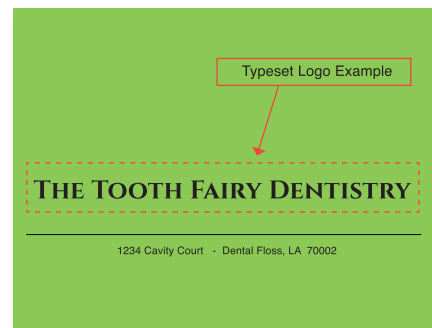 Typeset Logo Example
The Tooth Fairy Dentistry
1234 Cavity Court - Dental Floss, LA 70002